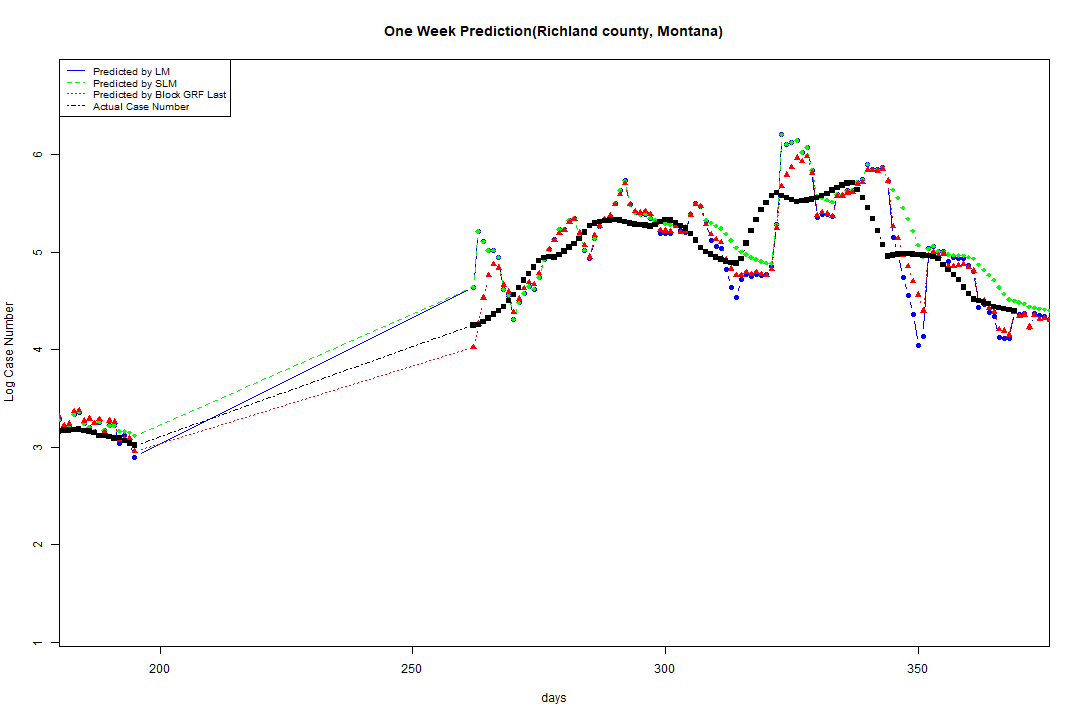 One Week Prediction(Richland county, Montana)
Predicted by LM
Predicted by SLM
Predicted by Block GRF Last
Actual Case Number
6
5
4
3
2
1
Log Case Number
200
250
300
350
days